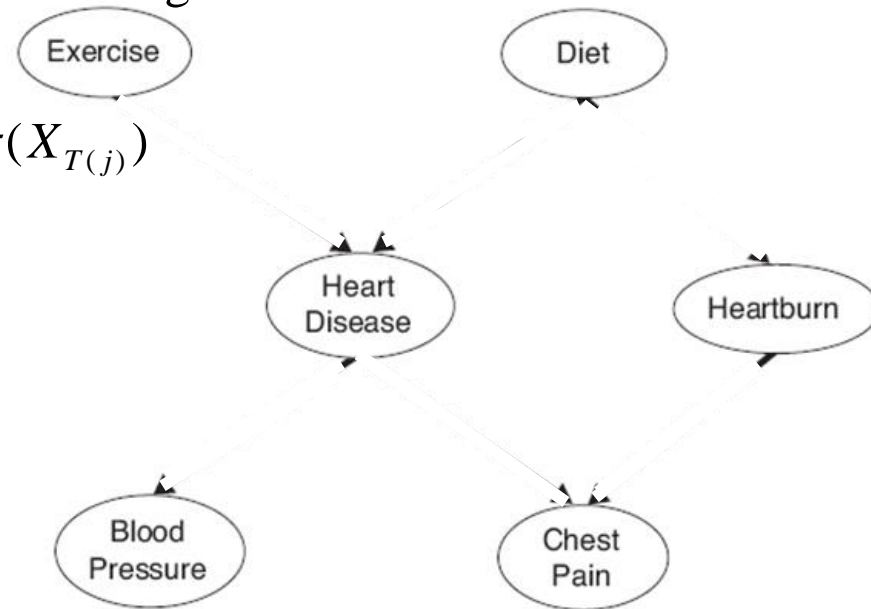 Exercise
Diet
(X_{T(j)})
Heart
Disease
Heartburn
Blood
Pressure
Chest
Pain